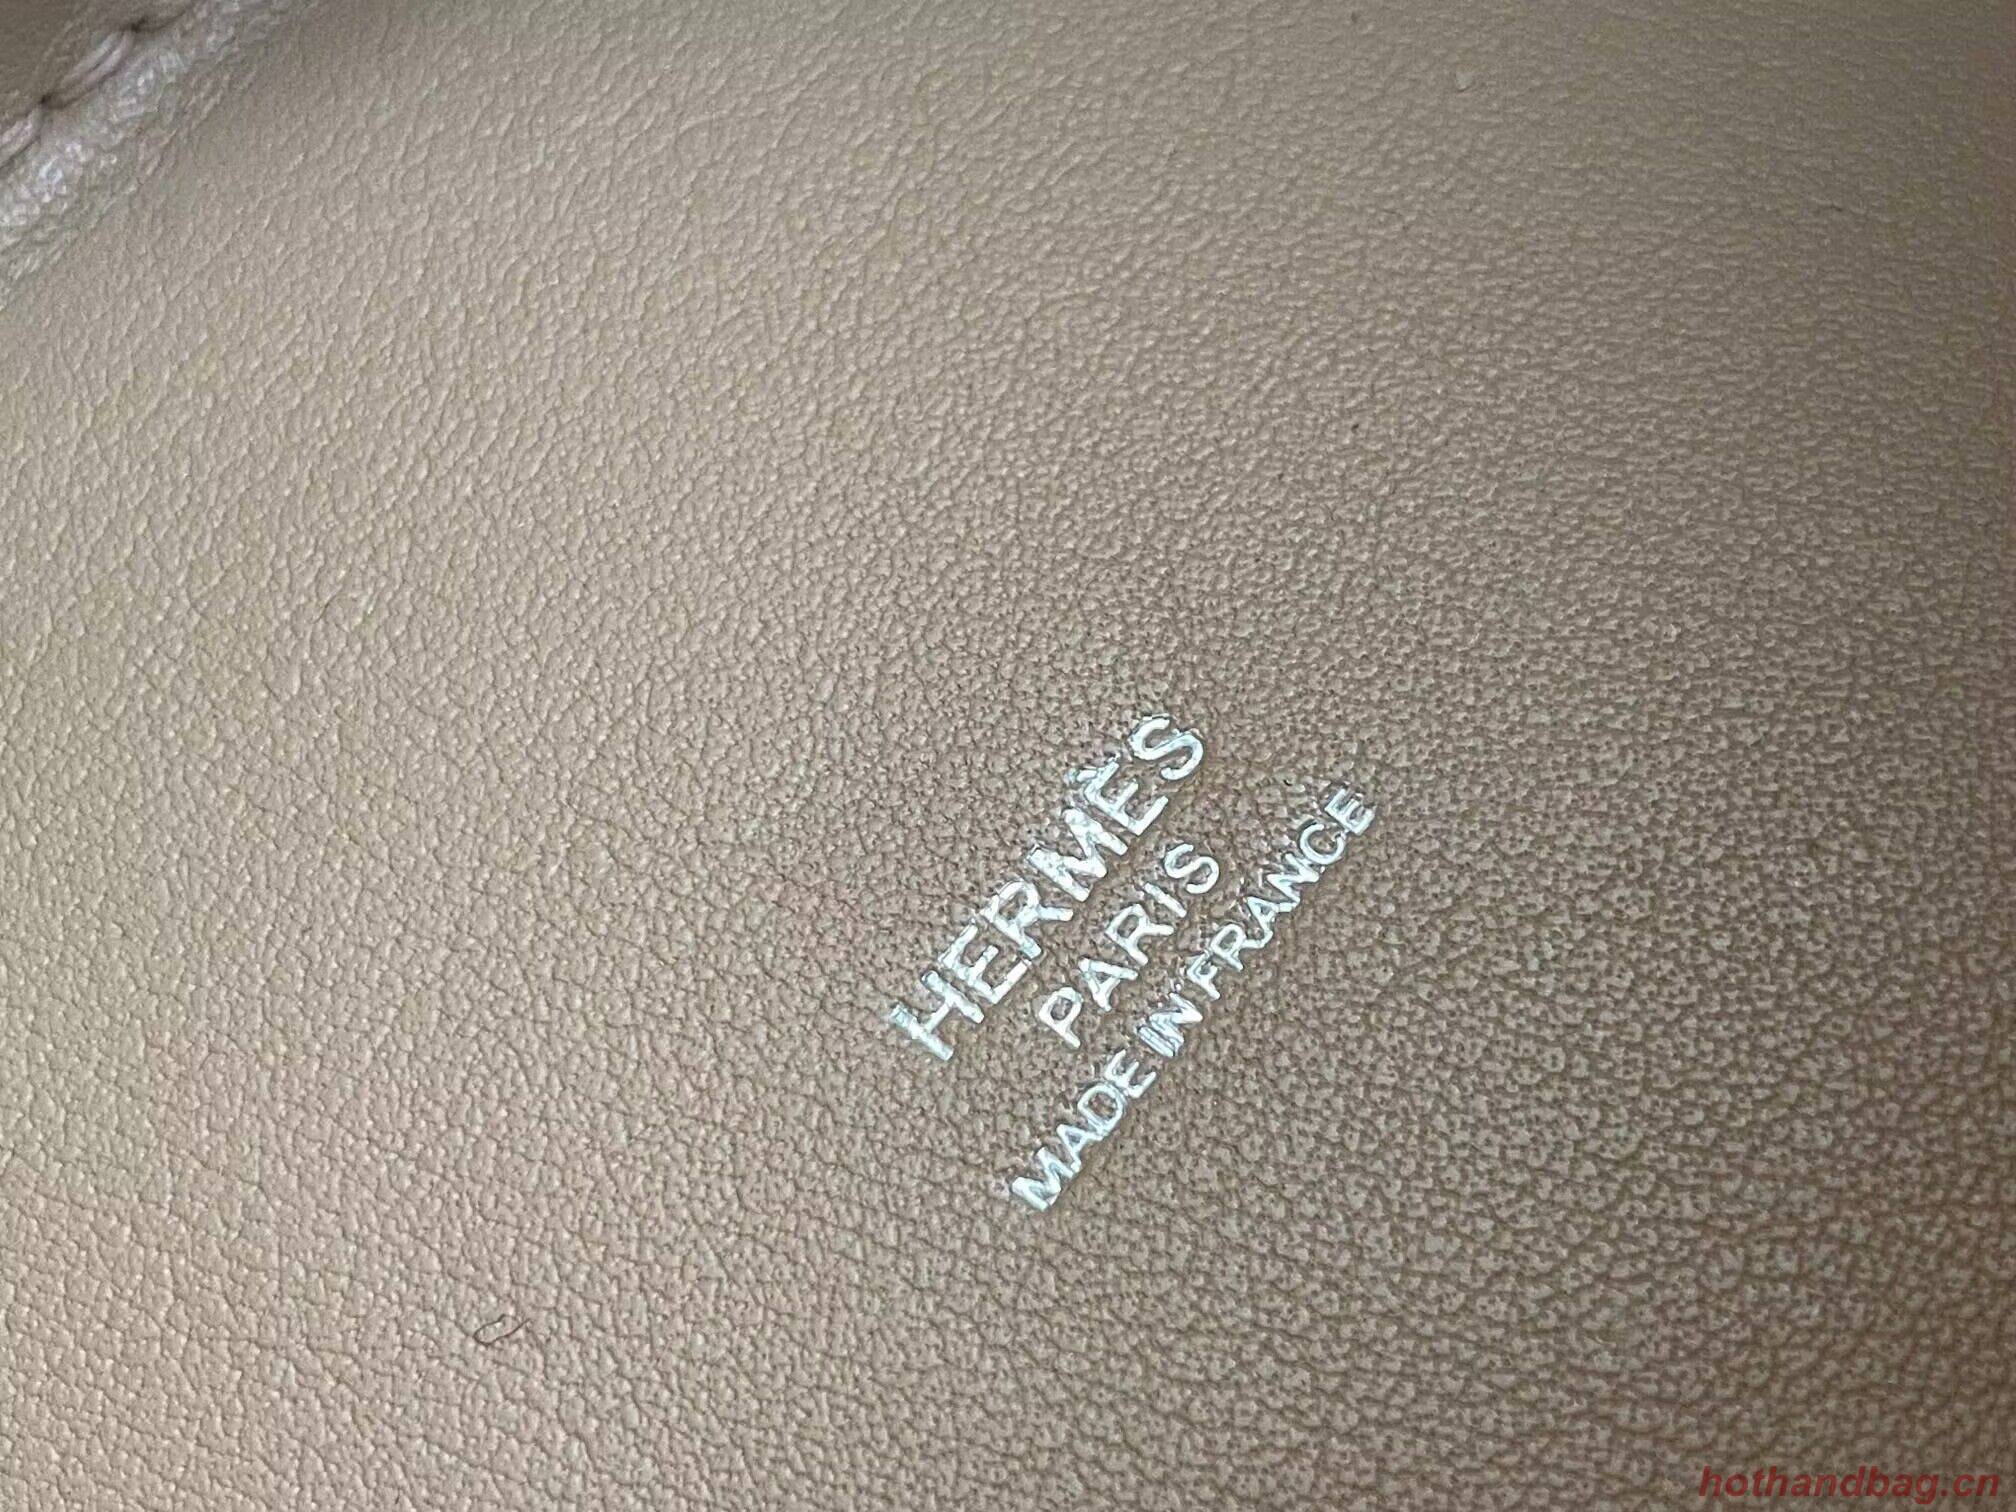 HERMÈS
PARIS
MADE IN FRANCE
hothandbag.cn